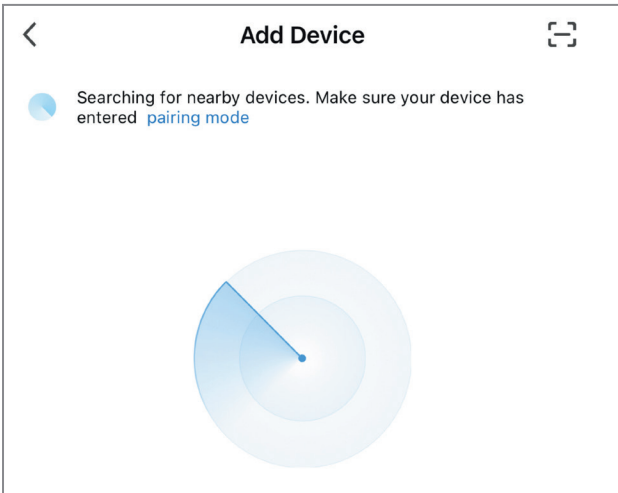 Add Device
Searching for nearby devices. Make sure your device has
entered pairing mode